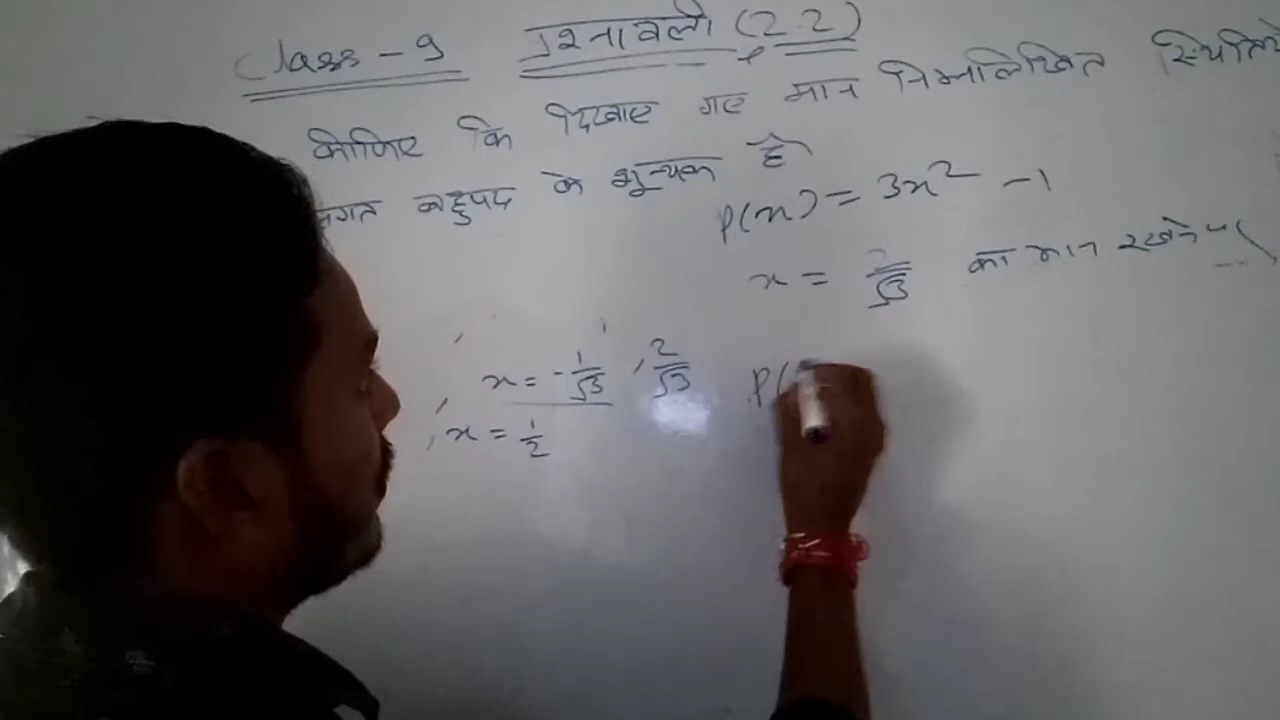 Class - 9 प्रश्नावली (2.2)
कीजिए कि दिखाए गए मान निम्नलिखित
बहुपद के शून्यक है
P(x) = 3x² - 1
x = 2/√3 का मान रखने पर
x = -1/√3, 2/√3
P(
x = 1/2